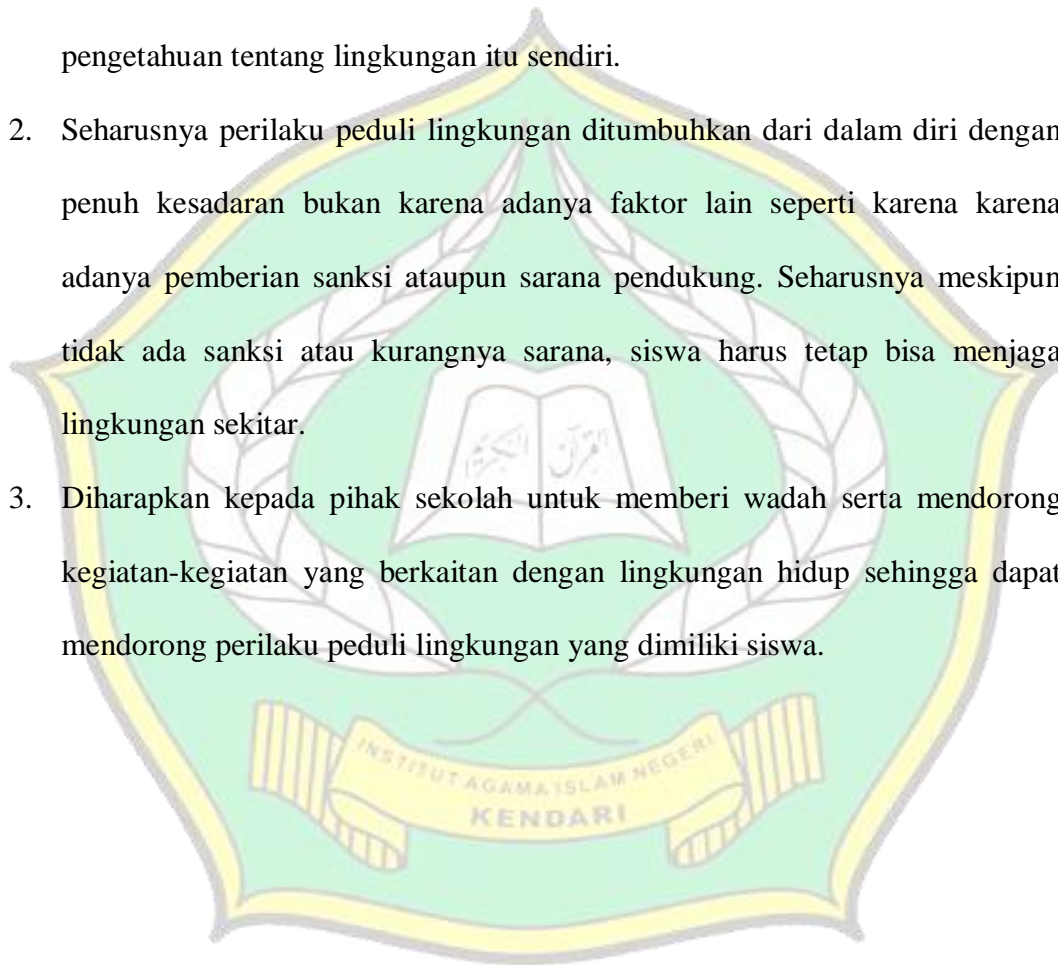 pengetahuan tentang lingkungan itu sendiri.
2. Seharusnya perilaku peduli lingkungan ditumbuhkan dari dalam diri dengan
penuh kesadaran bukan karena adanya faktor lain seperti karena karena
adanya pemberian sanksi ataupun sarana pendukung. Seharusnya meskipun
tidak ada sanksi atau kurangnya sarana, siswa harus tetap bisa menjaga
lingkungan sekitar.
القرآن الكريم
3. Diharapkan kepada pihak sekolah untuk memberi wadah serta mendorong
kegiatan-kegiatan yang berkaitan dengan lingkungan hidup sehingga dapat
mendorong perilaku peduli lingkungan yang dimiliki siswa.
INSTITUT AGAMA ISLAM NEGERI
KENDARI